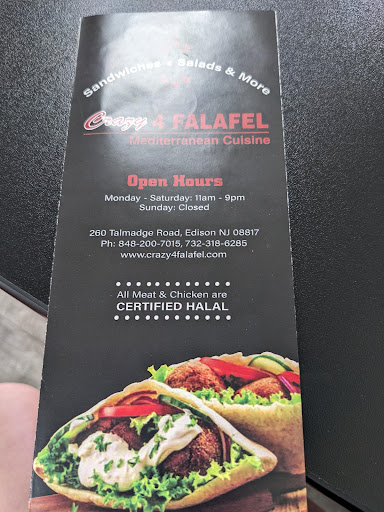 Sandwiches • Salads & More
Crazy 4 FALAFEL
Mediterranean Cuisine
Open Hours
Monday - Saturday: 11am - 9pm
Sunday: Closed
260 Talmadge Road, Edison NJ 08817
Ph: 848-200-7015, 732-318-6285
www.crazy4falafel.com
All Meat & Chicken are
CERTIFIED HALAL